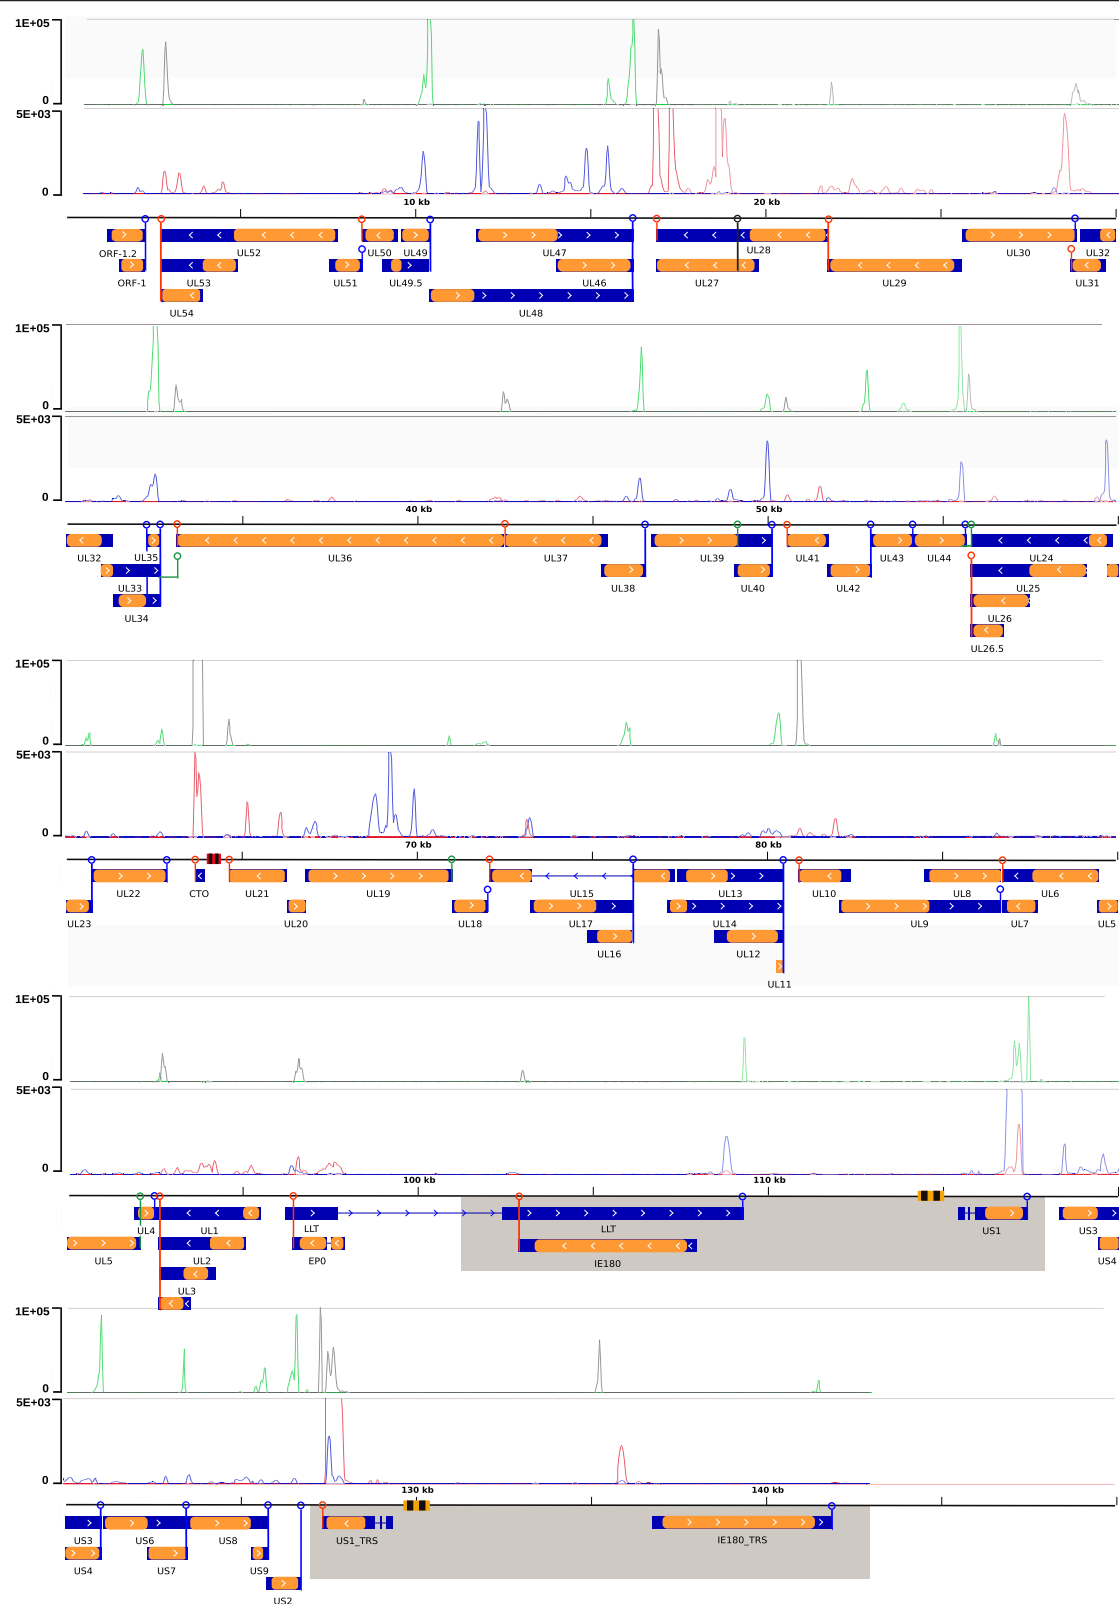 1E+05
0
5E+03
0
10 kb 20 kb
ORF-1.2 UL52 UL50 UL49 UL47 UL28 UL30 UL32
ORF-1 UL53 UL51 UL49.5 UL46 UL27 UL29 UL31
UL54 UL48
1E+05
0
5E+03
0
40 kb 50 kb
UL32 UL35 UL36 UL37 UL39 UL41 UL43 UL44 UL24
UL33 UL38 UL40 UL42 UL25
UL34 UL26
UL26.5
1E+05
0
5E+03
0
70 kb 80 kb
UL22 CTO UL21 UL19 UL15 UL13 UL10 UL8 UL6
UL23 UL20 UL18 UL17 UL14 UL9 UL7 UL5
UL16 UL12
UL11
1E+05
0
5E+03
0
100 kb 110 kb
UL4 UL1 LLT LLT US1 US3
UL5 UL2 EP0 IE180 US4
UL3
1E+05
0
5E+03
0
130 kb 140 kb
US3 US6 US8 US1_TRS IE180_TRS
US4 US7 US9
US2